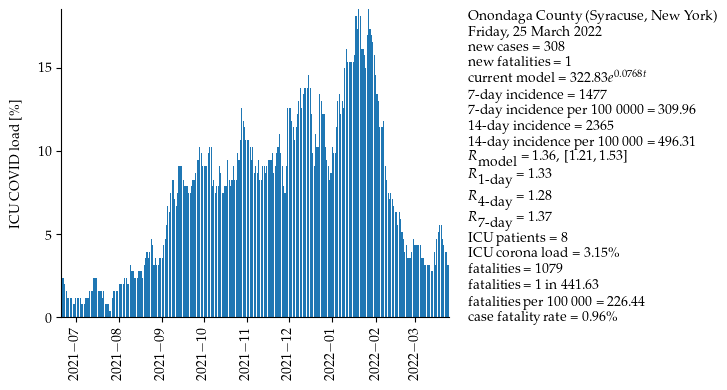 Onondaga County (Syracuse, New York)
Friday, 25 March 2022
new cases = 308
new fatalities = 1
current model = 322.83e^0.0768t
7-day incidence = 1477
7-day incidence per 100 0000 = 309.96
14-day incidence = 2365
14-day incidence per 100 000 = 496.31
R_model = 1.36, [1.21, 1.53]
R_1-day = 1.33
R_4-day = 1.28
R_7-day = 1.37
ICU patients = 8
ICU corona load = 3.15%
fatalities = 1079
fatalities = 1 in 441.63
fatalities per 100 000 = 226.44
case fatality rate = 0.96%
ICU COVID load [%]
15
10
5
0
2021−07
2021−08
2021−09
2021−10
2021−11
2021−12
2022−01
2022−02
2022−03